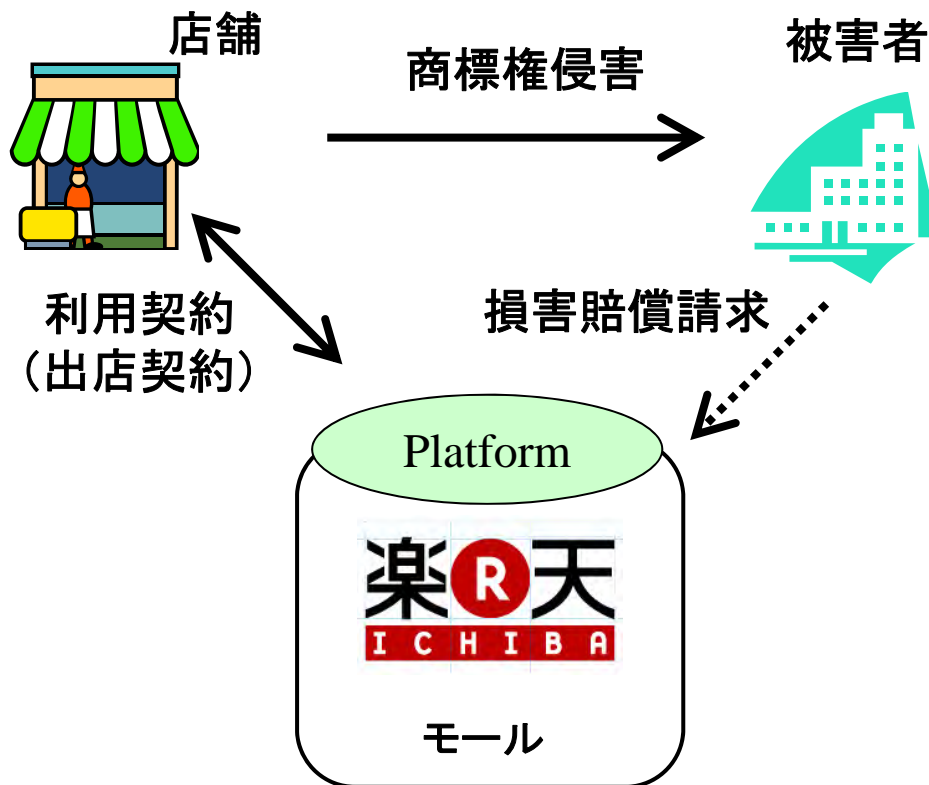 店舗
商標権侵害
被害者
利用契約
（出店契約）
損害賠償請求
Platform
楽R天
ICHIBA
モール